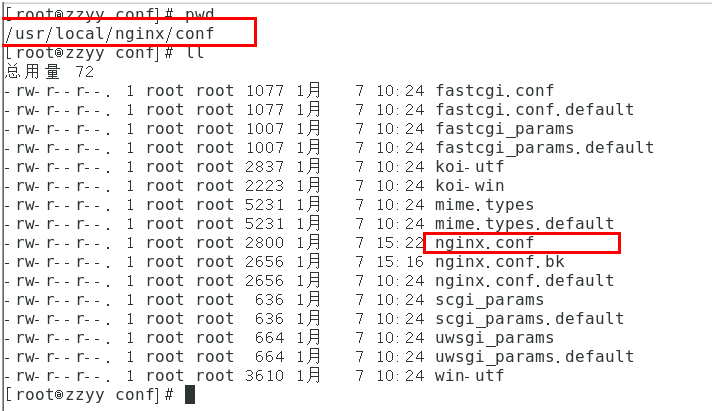 [root@zzyy conf]# pwd
/usr/local/nginx/conf
[root@zzyy conf]# ll
总用量 72
-rw-r--r--. 1 root root 1077 1月   7 10:24 fastcgi.conf
-rw-r--r--. 1 root root 1077 1月   7 10:24 fastcgi.conf.default
-rw-r--r--. 1 root root 1007 1月   7 10:24 fastcgi_params
-rw-r--r--. 1 root root 1007 1月   7 10:24 fastcgi_params.default
-rw-r--r--. 1 root root 2837 1月   7 10:24 koi-utf
-rw-r--r--. 1 root root 2223 1月   7 10:24 koi-win
-rw-r--r--. 1 root root 5231 1月   7 10:24 mime.types
-rw-r--r--. 1 root root 5231 1月   7 10:24 mime.types.default
-rw-r--r--. 1 root root 2800 1月   7 15:22 nginx.conf
-rw-r--r--. 1 root root 2656 1月   7 15:16 nginx.conf.bk
-rw-r--r--. 1 root root 2656 1月   7 10:24 nginx.conf.default
-rw-r--r--. 1 root root  636 1月   7 10:24 scgi_params
-rw-r--r--. 1 root root  636 1月   7 10:24 scgi_params.default
-rw-r--r--. 1 root root  664 1月   7 10:24 uwsgi_params
-rw-r--r--. 1 root root  664 1月   7 10:24 uwsgi_params.default
-rw-r--r--. 1 root root 3610 1月   7 10:24 win-utf
[root@zzyy conf]#